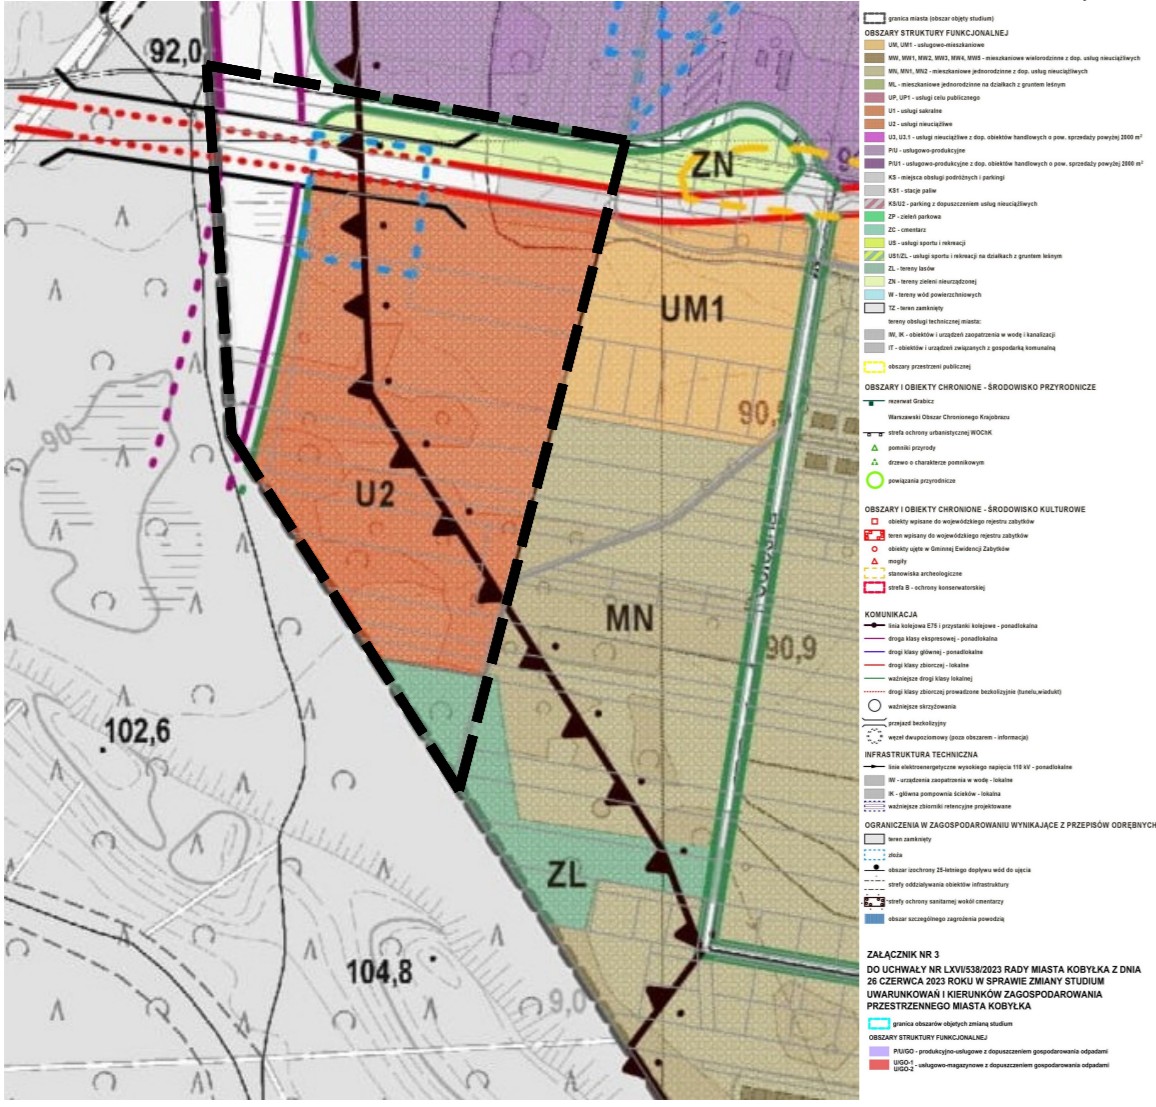 92,0
ZN
UM1
90,9
U2
MN
90,9
90
102,6
ZL
104,8
9,0
granica miasta (obszar objęty studium)
OBSZARY STRUKTURY FUNKCJONALNEJ
UM, UM1 - usługowo-mieszkaniowe
MW, MW1, MW2, MW3, MW4, MW5 - mieszkaniowe wielorodzinne z dop. usług nieuciążliwych
MN, MN1, MN2 - mieszkaniowe jednorodzinne z dop. usług nieuciążliwych
ML - mieszkaniowe jednorodzinne na działkach z gruntem leśnym
UP, UP1 - usługi celu publicznego
U1 - usługi sakralne
U2 - usługi nieuciążliwe
U3, U3.1 - usługi nieuciążliwe z dop. obiektów handlowych o pow. sprzedaży powyżej 2000 m²
P/U - usługowo-produkcyjne
P/U1 - usługowo-produkcyjne z dop. obiektów handlowych o pow. sprzedaży powyżej 2000 m²
KS - miejsca obsługi podróżnych i parkingi
KS1 - stacje paliw
KS/U2 - parking z dopuszczeniem usług nieuciążliwych
ZP - zieleń parkowa
ZC - cmentarz
US - usługi sportu i rekreacji
US1/ZL - usługi sportu i rekreacji na działkach z gruntem leśnym
ZL - tereny lasów
ZN - tereny zieleni nieurządzonej
W - tereny wód powierzchniowych
TZ - teren zamknięty
tereny obsługi technicznej miasta:
IW, IK - obiektów i urządzeń zaopatrzenia w wodę i kanalizacji
IT - obiektów i urządzeń związanych z gospodarką komunalną
obszary przestrzeni publicznej
OBSZARY I OBIEKTY CHRONIONE - ŚRODOWISKO PRZYRODNICZE
rezerwat Grabicz
Warszawski Obszar Chronionego Krajobrazu
strefa ochrony urbanistycznej WOChK
pomniki przyrody
drzewo o charakterze pomnikowym
powiązania przyrodnicze
OBSZARY I OBIEKTY CHRONIONE - ŚRODOWISKO KULTUROWE
obiekty wpisane do wojewódzkiego rejestru zabytków
teren wpisany do wojewódzkiego rejestru zabytków
obiekty ujęte w Gminnej Ewidencji Zabytków
mogiły
stanowiska archeologiczne
strefa B - ochrony konserwatorskiej
KOMUNIKACJA
linia kolejowa E75 i przystanki kolejowe - ponadlokalna
droga klasy ekspresowej - ponadlokalna
drogi klasy głównej - ponadlokalne
drogi klasy zbiorczej - lokalne
ważniejsze drogi klasy lokalnej
drogi klasy zbiorczej prowadzone bezkolizyjnie (tunelu,wiadukt)
ważniejsze skrzyżowania
przejazd bezkolizyjny
węzeł dwupoziomowy (poza obszarem - informacja)
INFRASTRUKTURA TECHNICZNA
linie elektroenergetyczne wysokiego napięcia 110 kV - ponadlokalne
IW - urządzenia zaopatrzenia w wodę - lokalne
IK - główna pompownia ścieków - lokalna
ważniejsze zbiorniki retencyjne projektowane
OGRANICZENIA W ZAGOSPODAROWANIU WYNIKAJĄCE Z PRZEPISÓW ODRĘBNYCH
teren zamknięty
złoża
obszar izochrony 25-letniego dopływu wód do ujęcia
strefy oddziaływania obiektów infrastruktury
strefy ochrony sanitarnej wokół cmentarzy
obszar szczególnego zagrożenia powodzią
ZAŁĄCZNIK NR 3
DO UCHWAŁY NR LXVI/538/2023 RADY MIASTA KOBYŁKA Z DNIA
26 CZERWCA 2023 ROKU W SPRAWIE ZMIANY STUDIUM
UWARUNKOWAŃ I KIERUNKÓW ZAGOSPODAROWANIA
PRZESTRZENNEGO MIASTA KOBYŁKA
granica obszarów objętych zmianą studium
OBSZARY STRUKTURY FUNKCJONALNEJ
P/U/GO - produkcyjno-usługowe z dopuszczeniem gospodarowania odpadami
U/GO-1
U/GO-2 - usługowo-magazynowe z dopuszczeniem gospodarowania odpadami